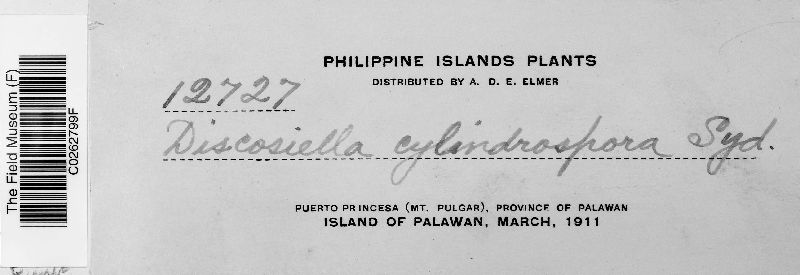 The Field Museum (F)
C0262799F
PHILIPPINE ISLANDS PLANTS
DISTRIBUTED BY A. D. E. ELMER
12727
Discosiella cylindrospora Syd.
PUERTO PRINCESA (MT. PULGAR), PROVINCE OF PALAWAN
ISLAND OF PALAWAN, MARCH, 1911